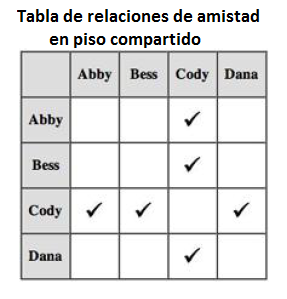 Tabla de relaciones de amistad
en piso compartido
Abby Bess Cody Dana
Abby ✓
Bess ✓
Cody ✓ ✓ ✓
Dana ✓